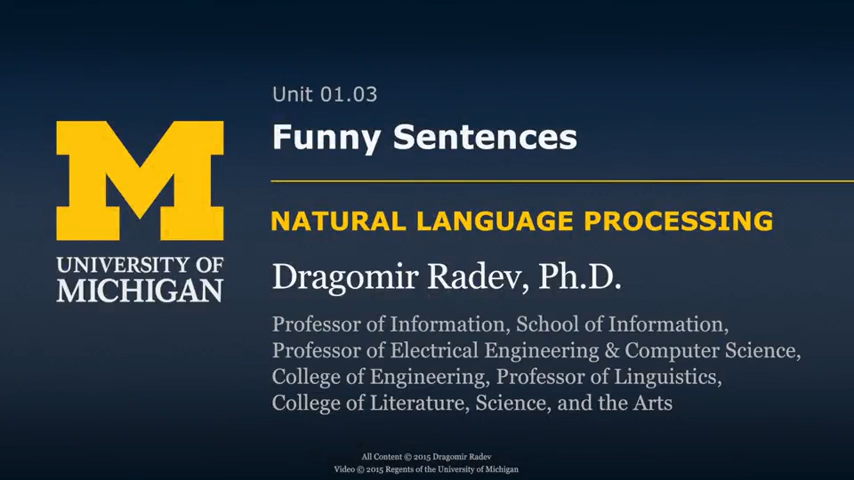 Unit 01.03
Funny Sentences
NATURAL LANGUAGE PROCESSING
UNIVERSITY OF
MICHIGAN
Dragomir Radev, Ph.D.
Professor of Information, School of Information,
Professor of Electrical Engineering & Computer Science,
College of Engineering, Professor of Linguistics,
College of Literature, Science, and the Arts
All Content © 2015 Dragomir Radev
Video © 2015 Regents of the University of Michigan